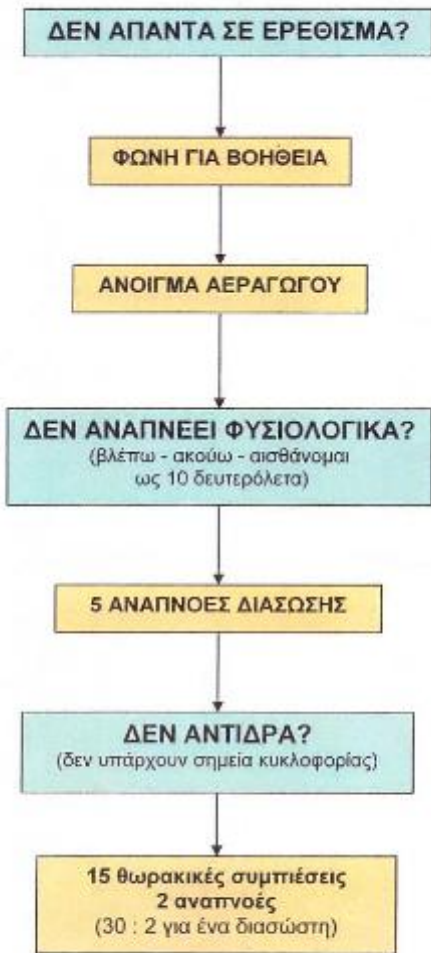 ΔΕΝ ΑΠΑΝΤΑ ΣΕ ΕΡΕΘΙΣΜΑ?
ΦΩΝΗ ΓΙΑ ΒΟΗΘΕΙΑ
ΑΝΟΙΓΜΑ ΑΕΡΑΓΩΓΟΥ
ΔΕΝ ΑΝΑΠΝΕΕΙ ΦΥΣΙΟΛΟΓΙΚΑ?
(βλέπω - ακούω - αισθάνομαι
ως 10 δευτερόλετα)
5 ΑΝΑΠΝΟΕΣ ΔΙΑΣΩΣΗΣ
ΔΕΝ ΑΝΤΙΔΡΑ?
(δεν υπάρχουν σημεία κυκλοφορίας)
15 θωρακικές συμπιέσεις
2 αναπνοές
(30 : 2 για ένα διασώστη)